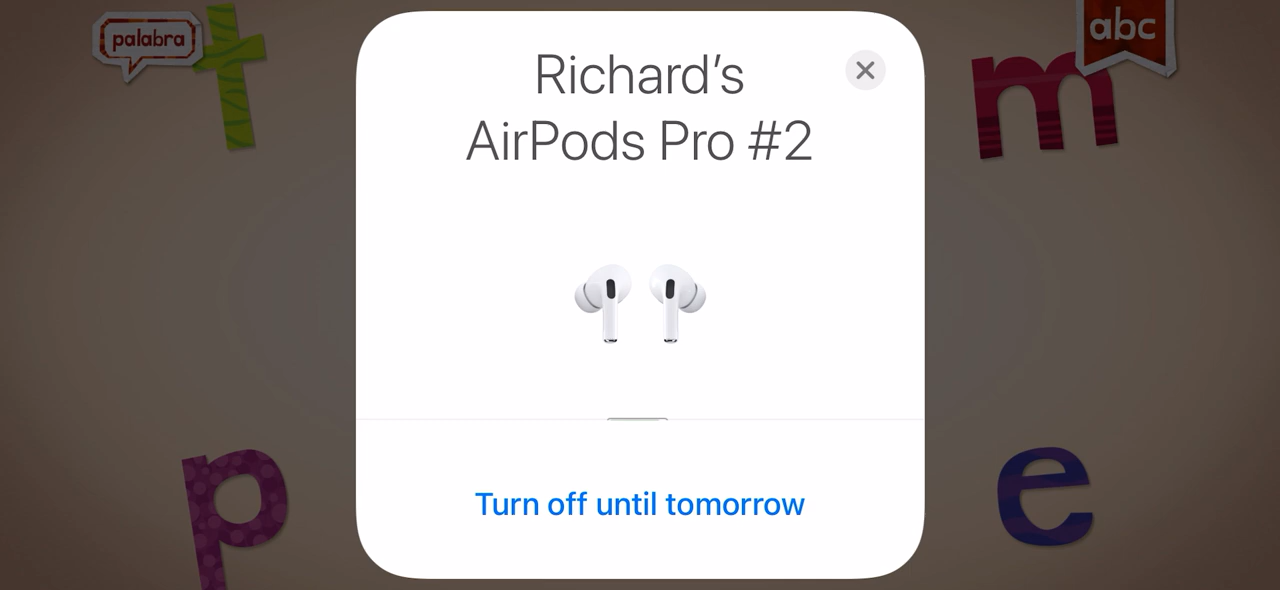 palabra
t
abc
m
Richard's
AirPods Pro #2
p
e
Turn off until tomorrow